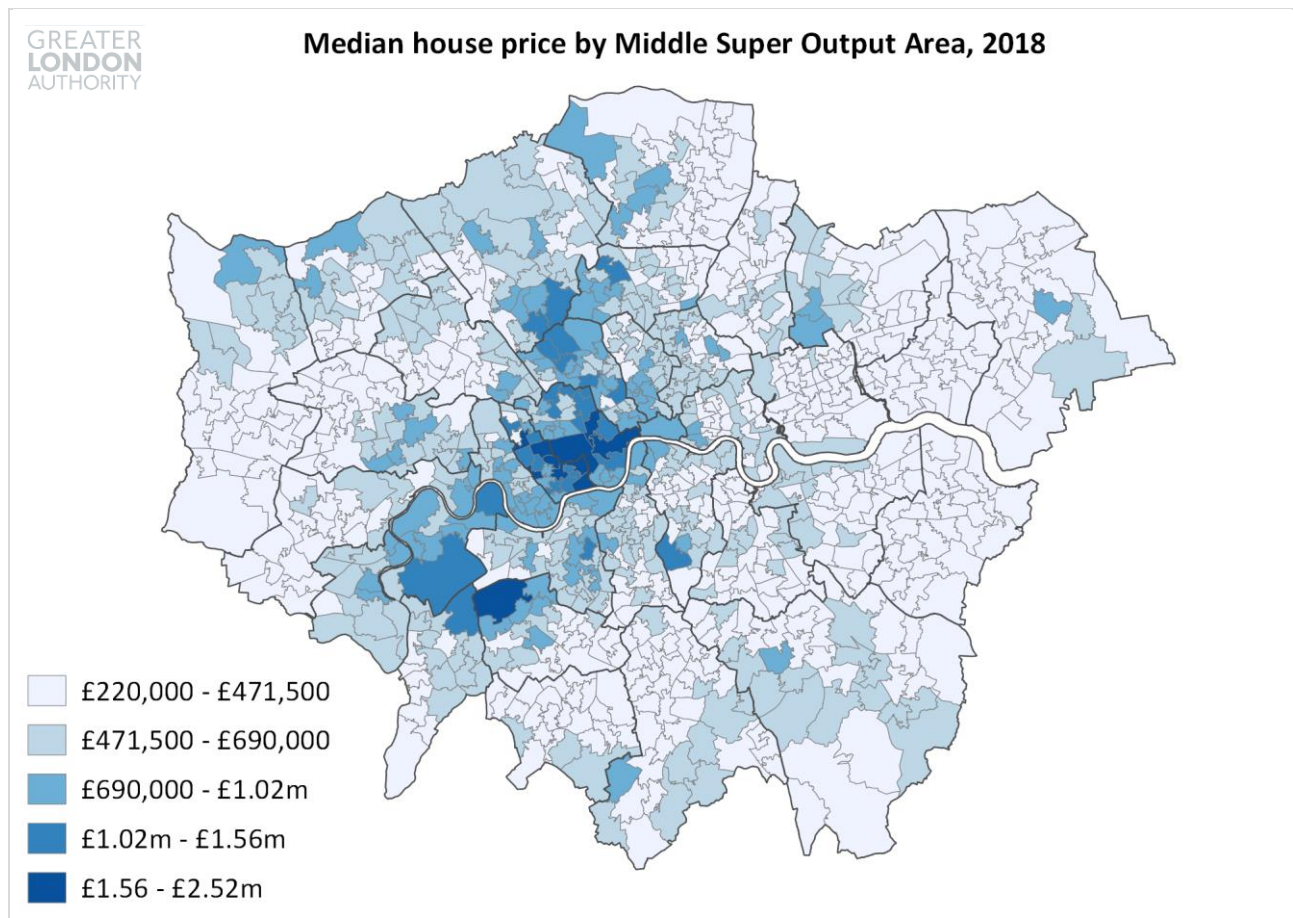 GREATER
LONDON
AUTHORITY
Median house price by Middle Super Output Area, 2018
£220,000 - £471,500
£471,500 - £690,000
£690,000 - £1.02m
£1.02m - £1.56m
£1.56 - £2.52m